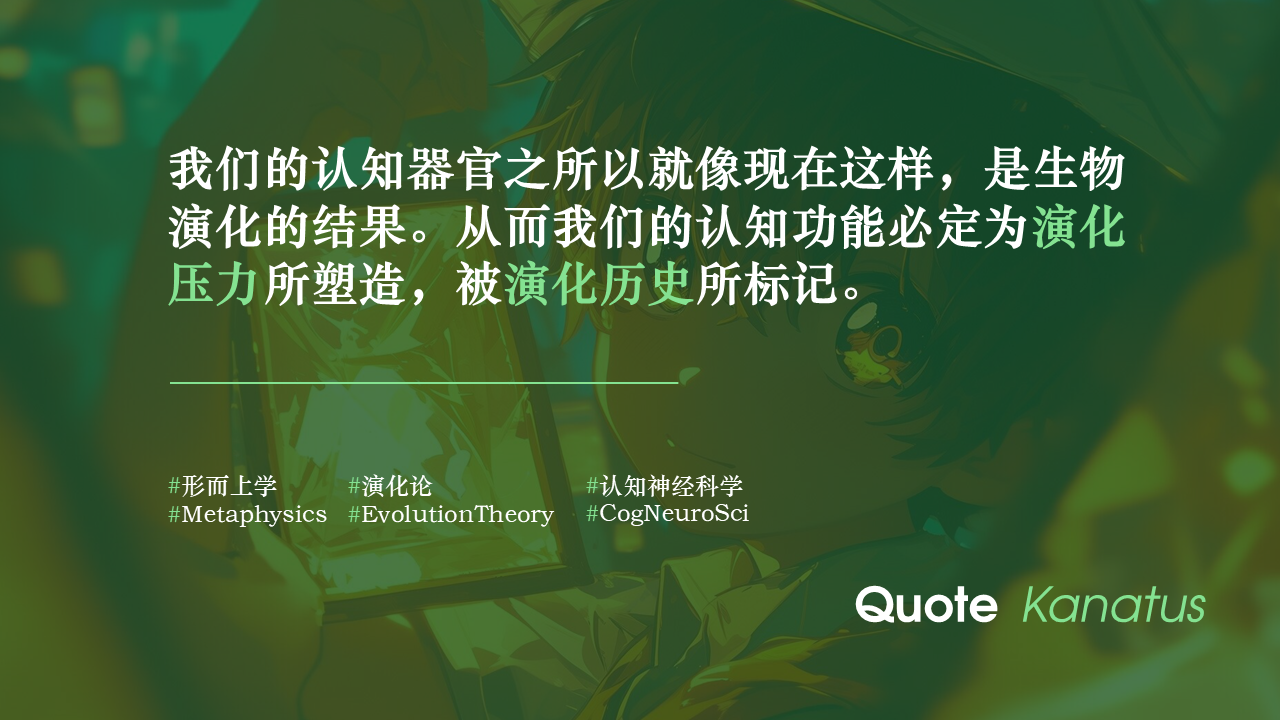 我们的认知器官之所以就像现在这样，是生物
演化的结果。从而我们的认知功能必定为演化
压力所塑造，被演化历史所标记。
#形而上学 #演化论 #认知神经科学
#Metaphysics #EvolutionTheory #CogNeuroSci
Quote Kanatus